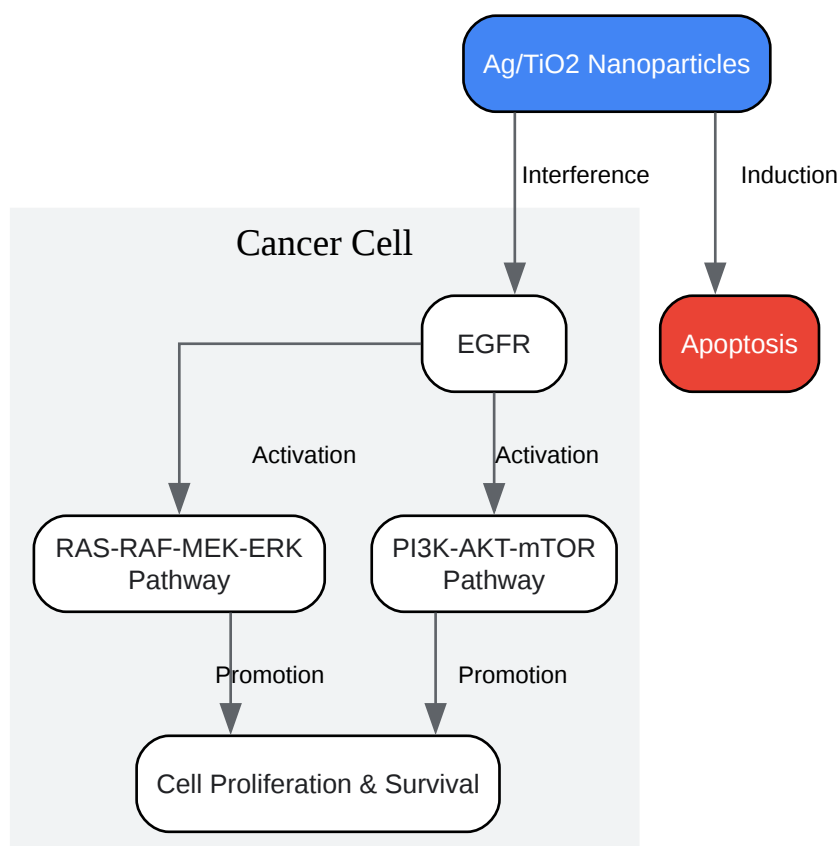 Ag/TiO2 Nanoparticles
Interference
Induction
Cancer Cell
EGFR
Apoptosis
Activation
Activation
RAS-RAF-MEK-ERK
Pathway
PI3K-AKT-mTOR
Pathway
Promotion
Promotion
Cell Proliferation & Survival